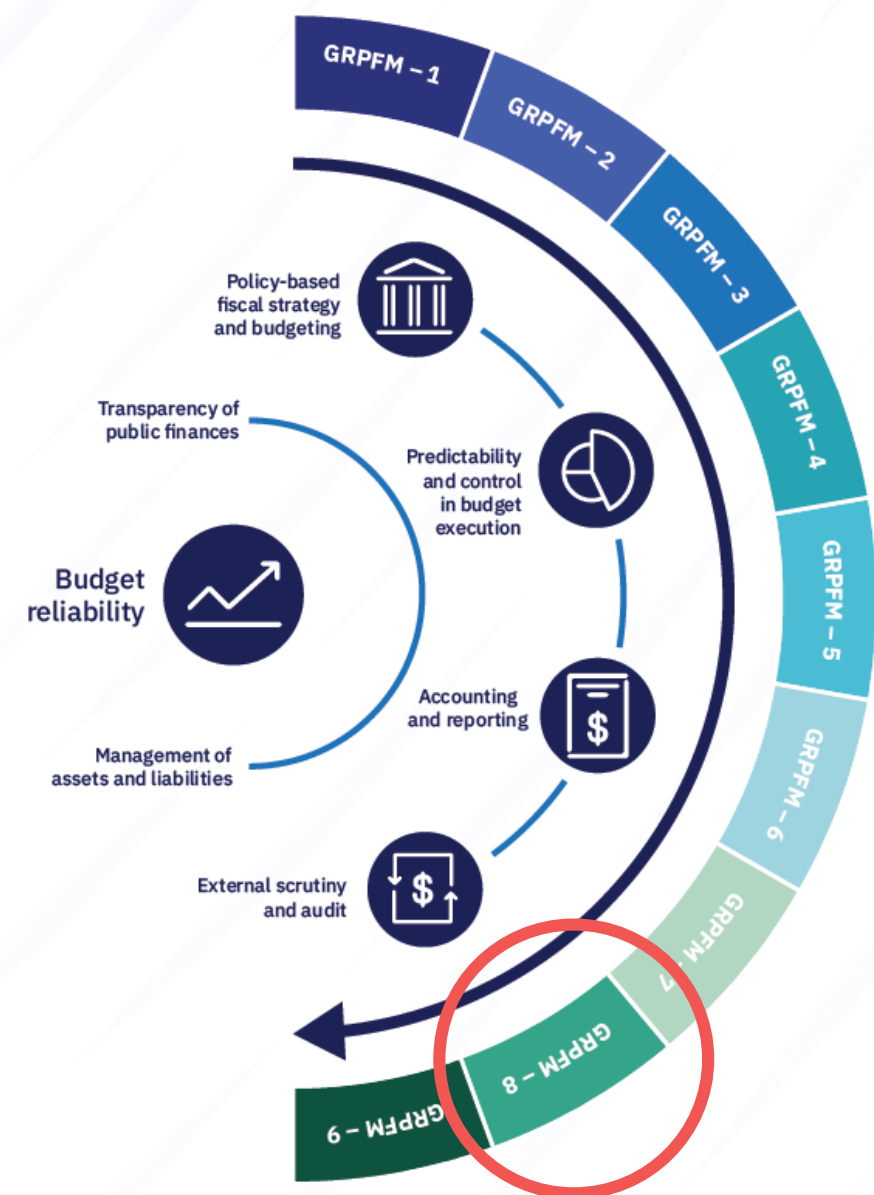 GRPFM – 1
GRPFM – 2
GRPFM – 3
GRPFM – 4
GRPFM – 5
GRPFM – 6
GRPFM – 7
GRPFM – 8
GRPFM – 9
Policy-based
fiscal strategy
and budgeting
Transparency of
public finances
Predictability
and control
in budget
execution
Budget
reliability
Accounting
and reporting
$
Management of
assets and liabilities
External scrutiny
and audit
$